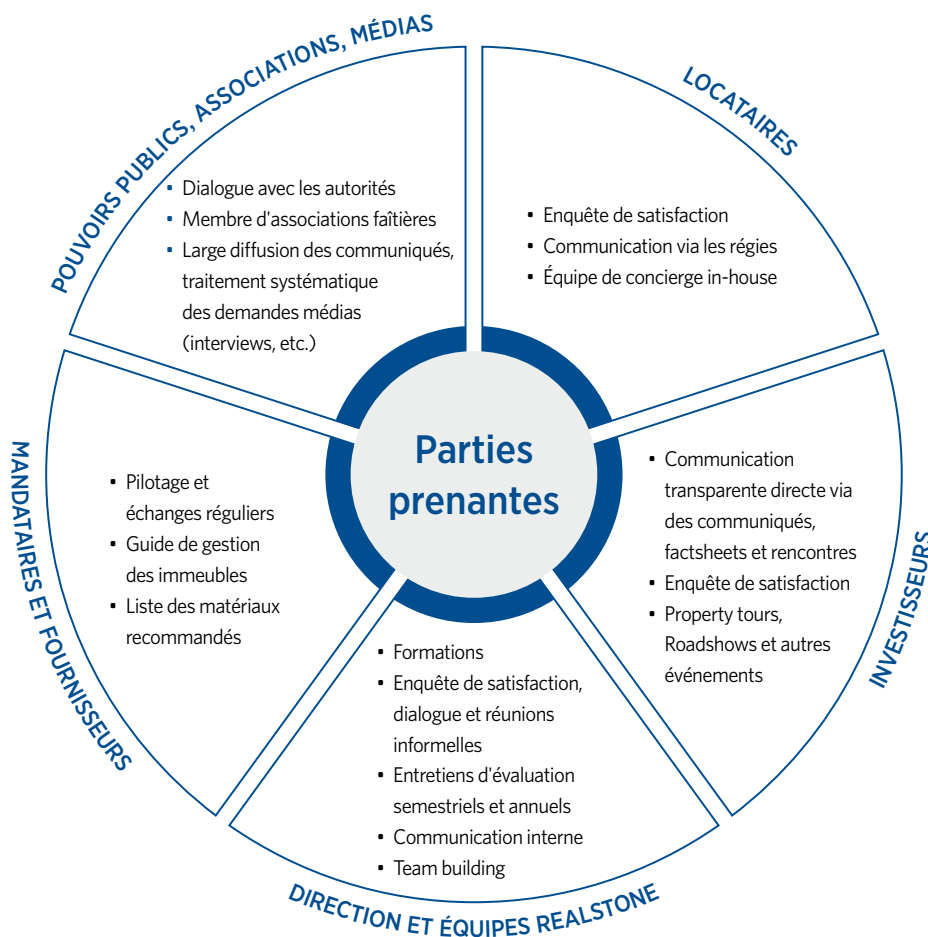 POUVOIRS PUBLICS, ASSOCIATIONS, MÉDIAS
• Dialogue avec les autorités
• Membre d'associations faîtières
• Large diffusion des communiqués,
traitement systématique
des demandes médias
(interviews, etc.)
LOCATAIRES
• Enquête de satisfaction
• Communication via les régies
• Équipe de concierge in-house
Parties
prenantes
INVESTISSEURS
• Communication
transparente directe via
des communiqués,
factsheets et rencontres
• Enquête de satisfaction
• Property tours,
Roadshows et autres
événements
DIRECTION ET ÉQUIPES REALSTONE
• Formations
• Enquête de satisfaction,
dialogue et réunions
informelles
• Entretiens d'évaluation
semestriels et annuels
• Communication interne
• Team building
MANDATAIRES ET FOURNISSEURS
• Pilotage et
échanges réguliers
• Guide de gestion
des immeubles
• Liste des matériaux
recommandés